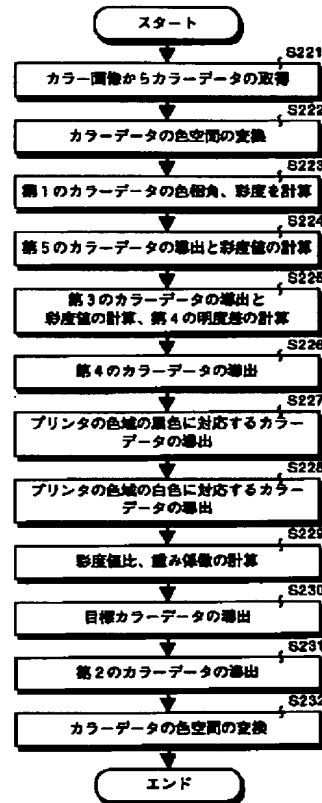 スタート
S221
カラー画像からカラーデータの取得
S222
カラーデータの色空間の変換
S223
第1のカラーデータの色相角、彩度を計算
S224
第5のカラーデータの導出と彩度値の計算
S225
第3のカラーデータの導出と
彩度値の計算、第4の明度差の計算
S226
第4のカラーデータの導出
S227
プリンタの色域の黒色に対応するカラー
データの導出
S228
プリンタの色域の白色に対応するカラー
データの導出
S229
彩度値比、重み係数の計算
S230
目標カラーデータの導出
S231
第2のカラーデータの導出
S232
カラーデータの色空間の変換
エンド